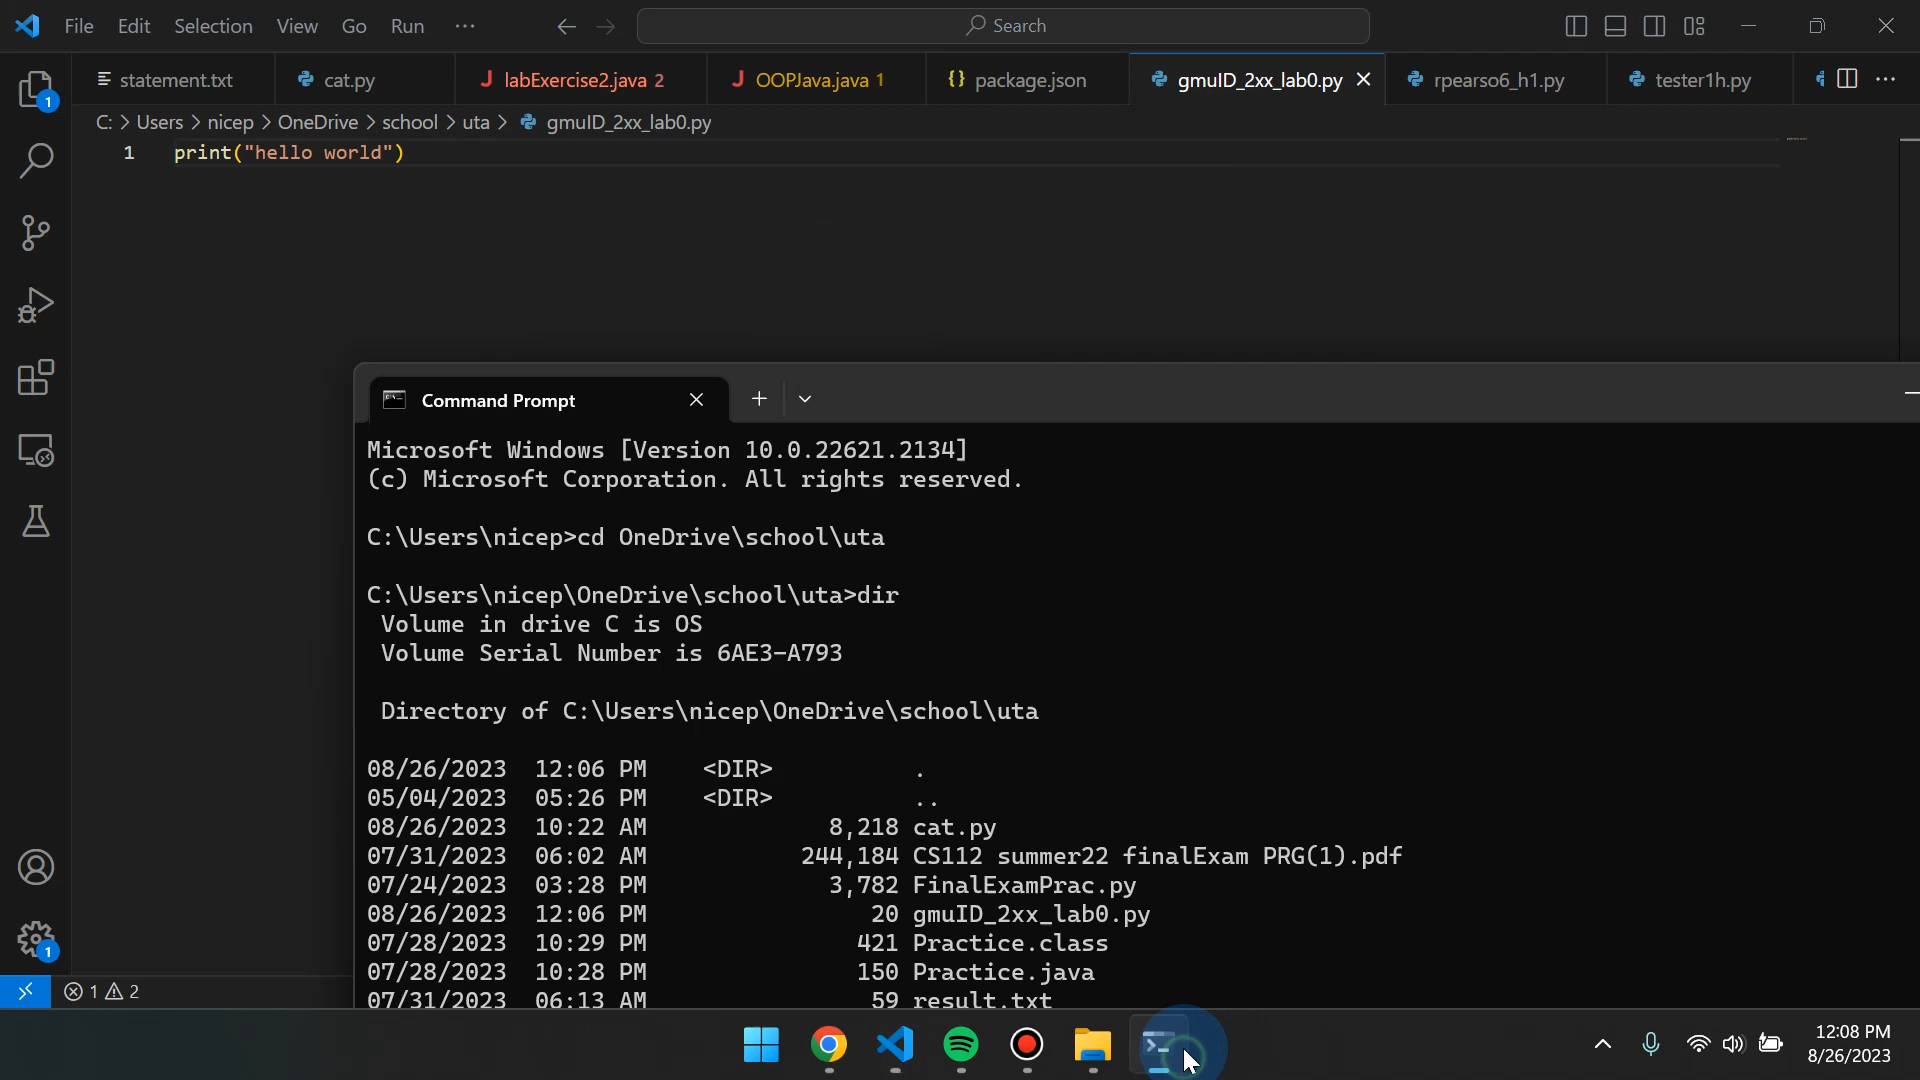 File Edit Selection View Go Run ··· Search
statement.txt cat.py labExercise2.java 2 OOPJava.java 1 package.json gmuID_2xx_lab0.py rpearso6_h1.py tester1h.py
1
C: > Users > nicep > OneDrive > school > uta > gmuID_2xx_lab0.py
1 print("hello world")
Command Prompt
Microsoft Windows [Version 10.0.22621.2134]
(c) Microsoft Corporation. All rights reserved.
C:\Users\nicep>cd OneDrive\school\uta
C:\Users\nicep\OneDrive\school\uta>dir
Volume in drive C is OS
Volume Serial Number is 6AE3-A793
Directory of C:\Users\nicep\OneDrive\school\uta
08/26/2023 12:06 PM <DIR> .
05/04/2023 05:26 PM <DIR> ..
08/26/2023 10:22 AM 8,218 cat.py
07/31/2023 06:02 AM 244,184 CS112 summer22 finalExam PRG(1).pdf
07/24/2023 03:28 PM 3,782 FinalExamPrac.py
08/26/2023 12:06 PM 20 gmuID_2xx_lab0.py
07/28/2023 10:29 PM 421 Practice.class
07/28/2023 10:28 PM 150 Practice.java
07/31/2023 06:13 AM 59 result.txt
1
1 2
12:08 PM
8/26/2023